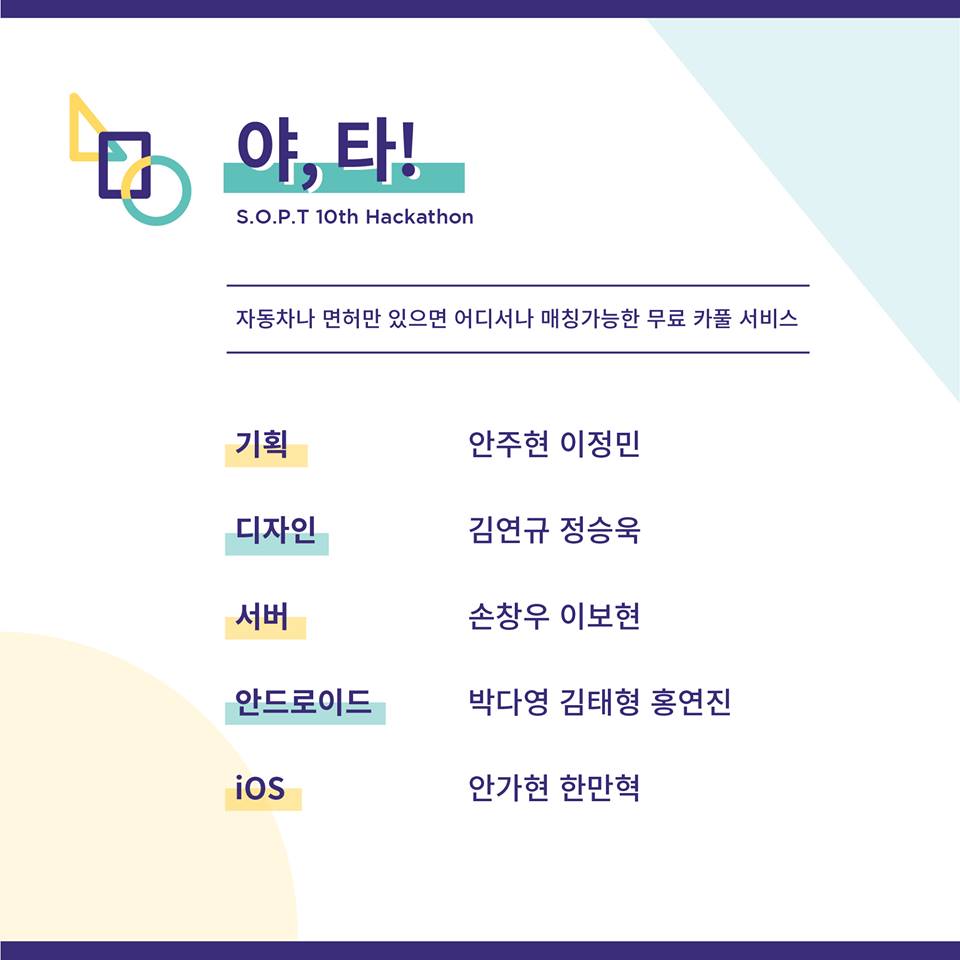 야, 타!
S.O.P.T 10th Hackathon
자동차나 면허만 있으면 어디서나 매칭가능한 무료 카풀 서비스
기획 안주현 이정민
디자인 김연규 정승욱
서버 손창우 이보현
안드로이드 박다영 김태형 홍연진
iOS 안가현 한만혁